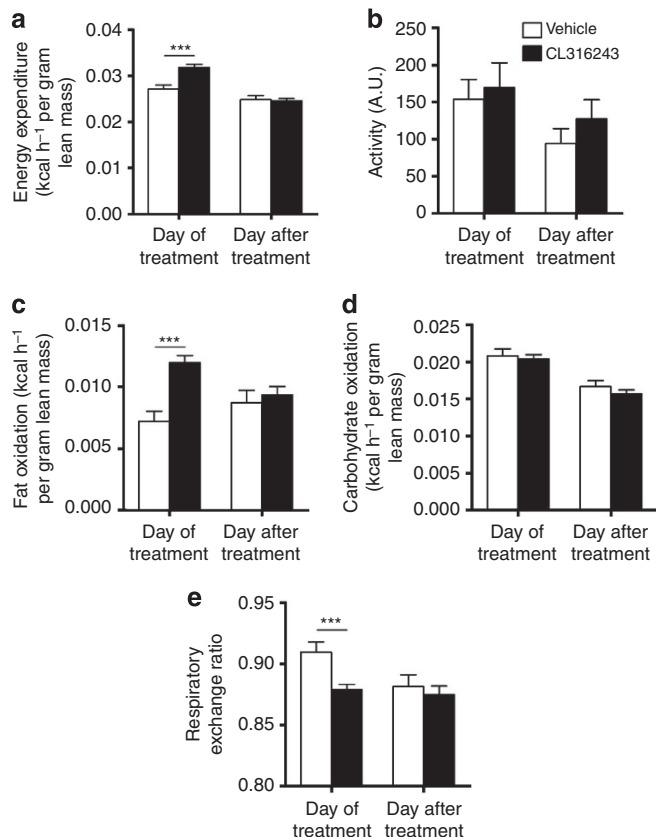 a
Energy expenditure
(kcal h⁻¹ per gram
lean mass)
0.04
0.03
0.02
0.01
0.00
***
Day of
treatment
Day after
treatment
b
Vehicle
CL316243
Activity (A.U.)
250
200
150
100
50
0
Day of
treatment
Day after
treatment
c
Fat oxidation (kcal h⁻¹
per gram lean mass)
0.015
0.010
0.005
0.000
***
Day of
treatment
Day after
treatment
d
Carbohydrate oxidation
(kcal h⁻¹ per gram
lean mass)
0.025
0.020
0.015
0.010
0.005
0.000
Day of
treatment
Day after
treatment
e
Respiratory
exchange ratio
0.95
0.90
0.85
0.80
***
Day of
treatment
Day after
treatment